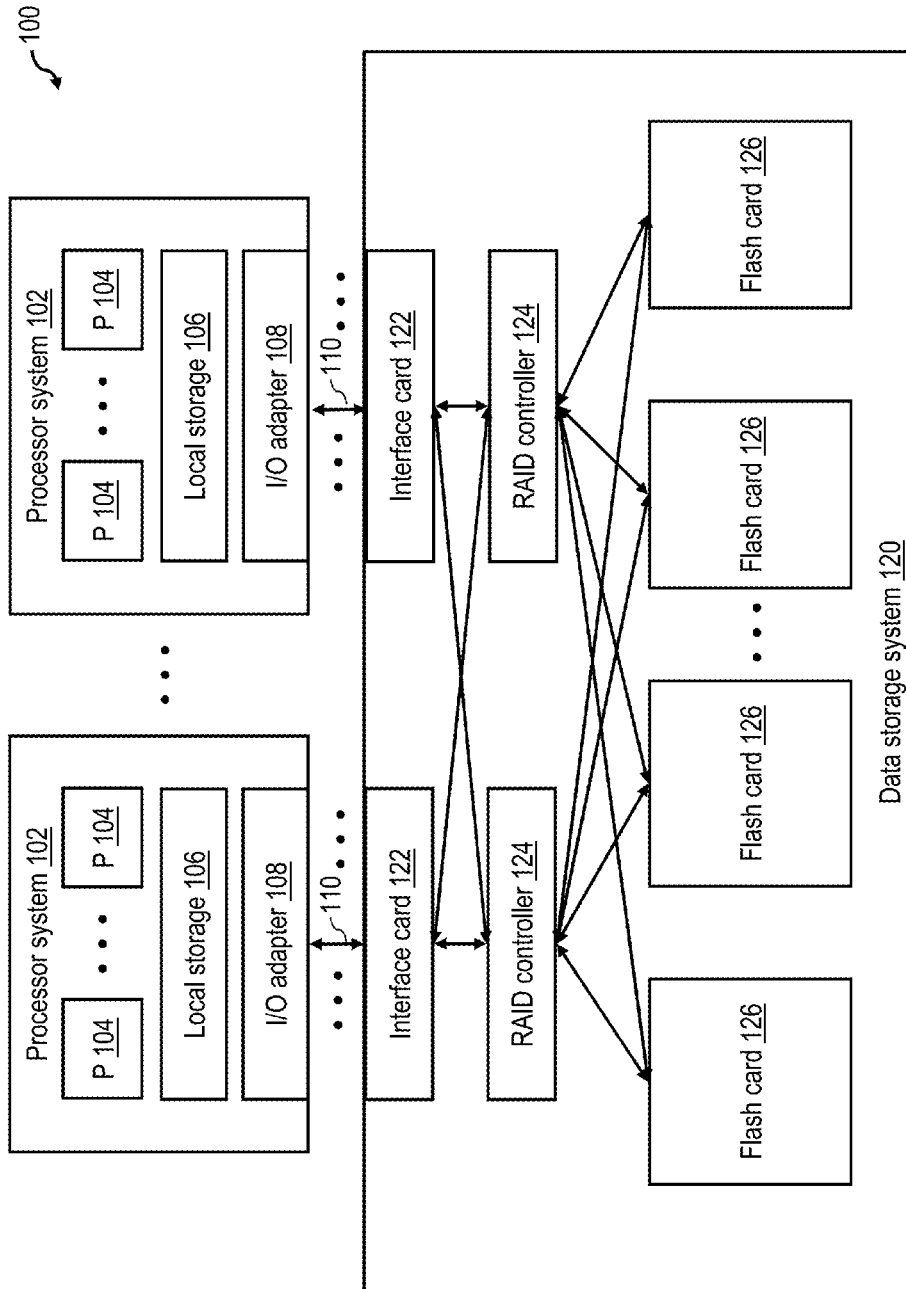 100
Processor system 102
P 104
P 104
Local storage 106
I/O adapter 108
110
Processor system 102
P 104
P 104
Local storage 106
I/O adapter 108
110
Interface card 122
Interface card 122
RAID controller 124
RAID controller 124
Flash card 126
Flash card 126
Flash card 126
Flash card 126
Data storage system 120